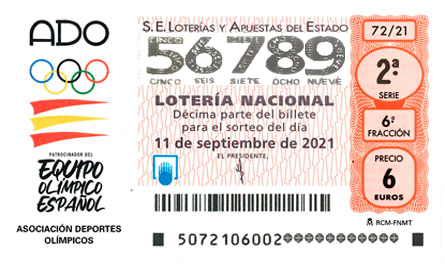 ADO
PATROCINADOR DEL
EQUIPO
OLÍMPICO
ESPAÑOL
ASOCIACIÓN DEPORTES
OLÍMPICOS
S.E. LOTERÍAS Y APUESTAS DEL ESTADO
56789
CINCO SEIS SIETE OCHO NUEVE
LOTERÍA NACIONAL
Décima parte del billete
para el sorteo del día
11 de septiembre de 2021
EL PRESIDENTE,
5072106002
72/21
2ª
SERIE
6ª
FRACCIÓN
PRECIO
6
EUROS
RCM-FNMT